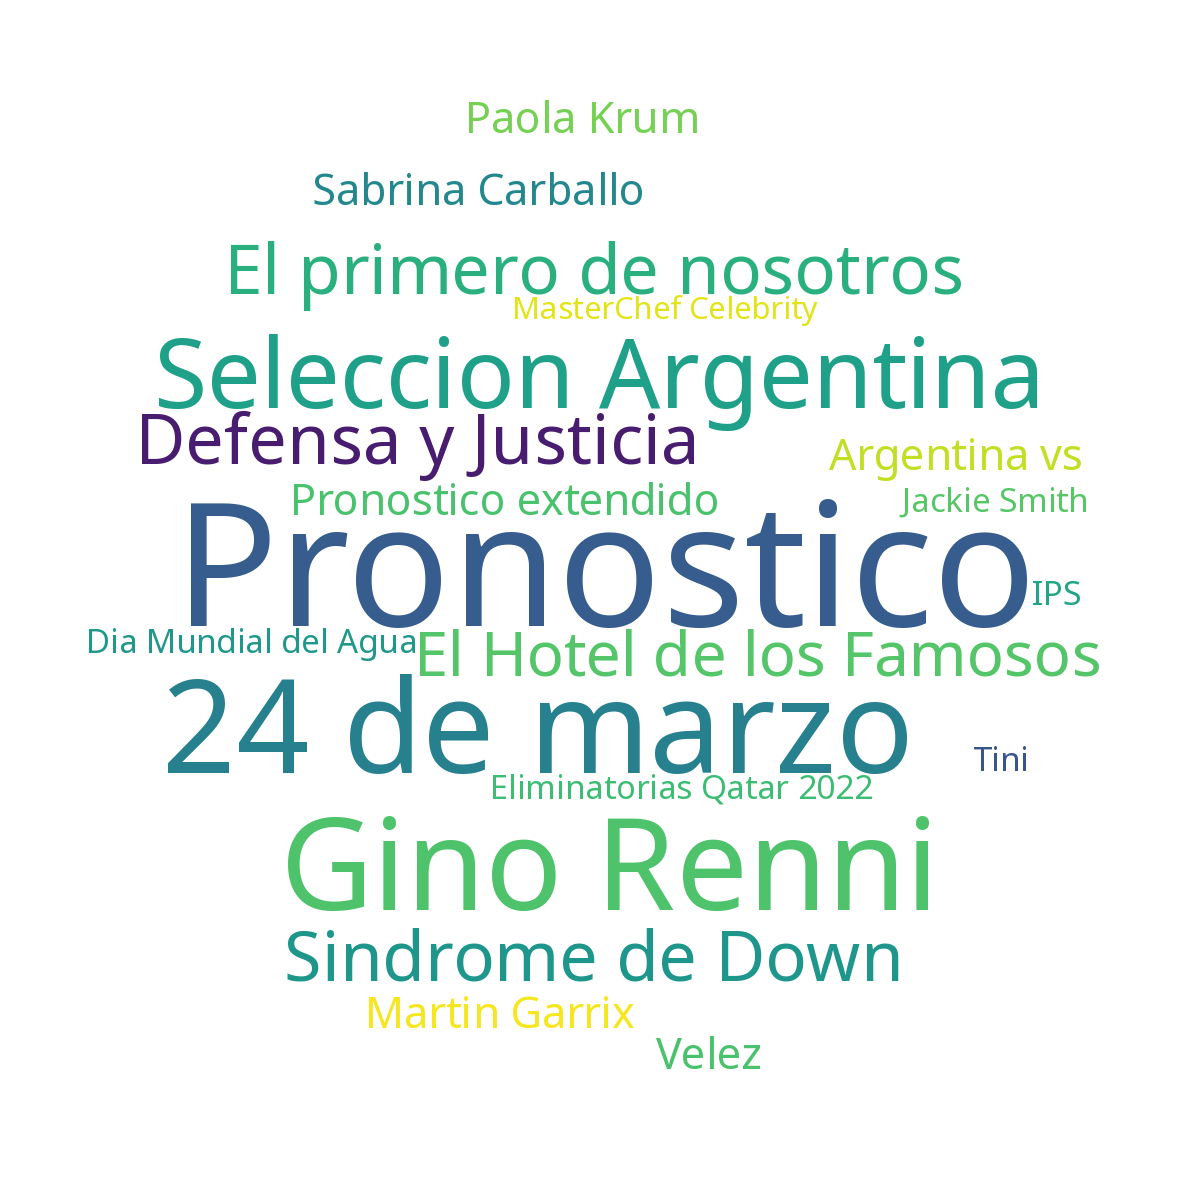 Paola Krum
Sabrina Carballo
El primero de nosotros
MasterChef Celebrity
Seleccion Argentina
Defensa y Justicia
Argentina vs
Pronostico extendido
Jackie Smith
Pronostico
IPS
Dia Mundial del Agua
El Hotel de los Famosos
24 de marzo
Tini
Eliminatorias Qatar 2022
Gino Renni
Sindrome de Down
Martin Garrix
Velez